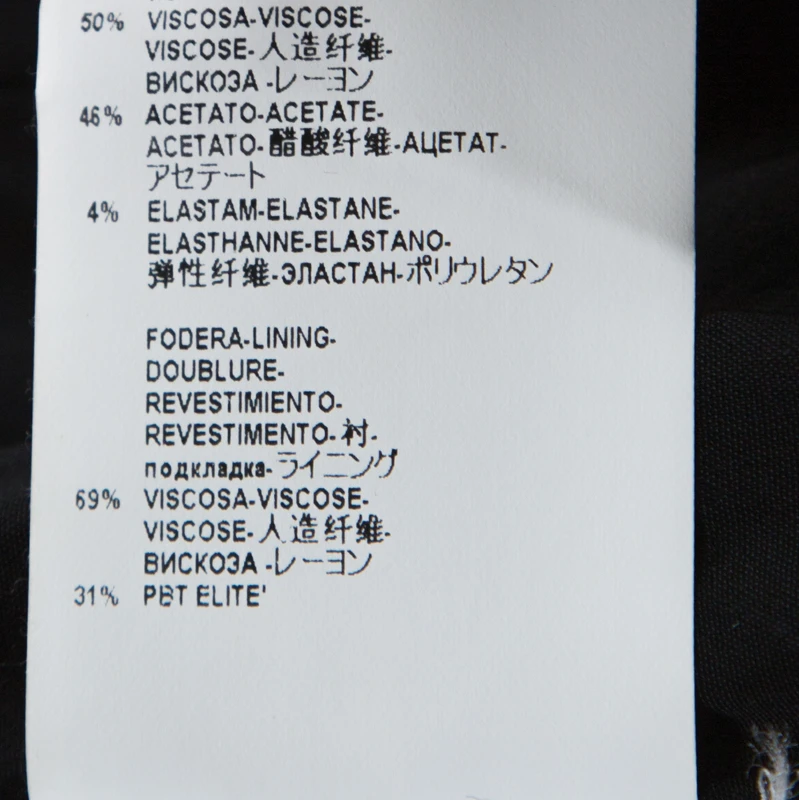 50% VISCOSA-VISCOSE-
VISCOSE-人造纤维-
ВИСКОЗА -レーヨン
46% ACETATO-ACETATE-
ACETATO-醋酸纤维-АЦЕТАТ-
アセテート
4% ELASTAM-ELASTANE-
ELASTHANNE-ELASTANO-
弹性纤维-ЭЛАСТАН-ポリウレタン
FODERA-LINING-
DOUBLURE-
REVESTIMIENTO-
REVESTIMENTO-衬-
подкладка-ライニング
69% VISCOSA-VISCOSE-
VISCOSE-人造纤维-
ВИСКОЗА -レーヨン
31% PBT ELITE'